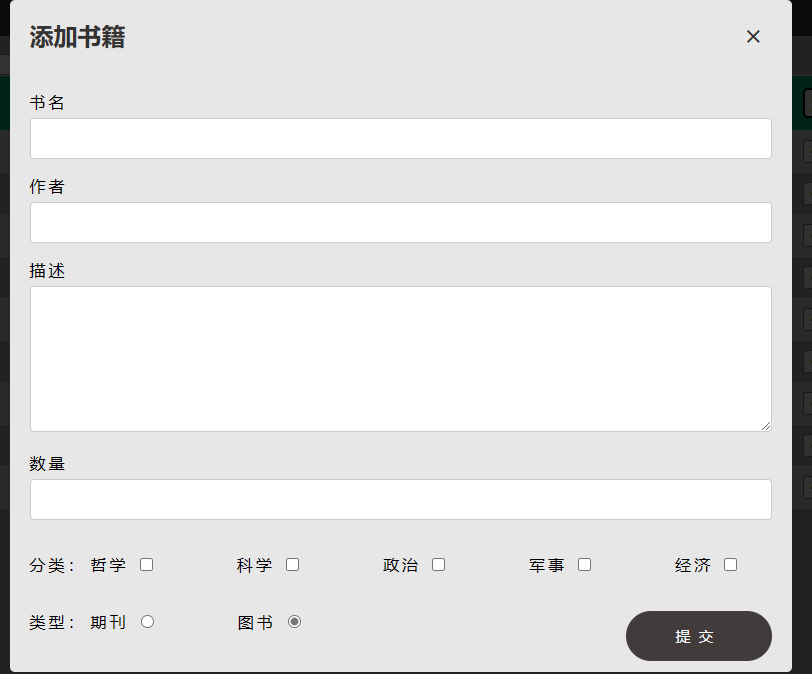 添加书籍
书名
作者
描述
数量
分类： 哲学 科学 政治 军事 经济
类型： 期刊 图书
提 交